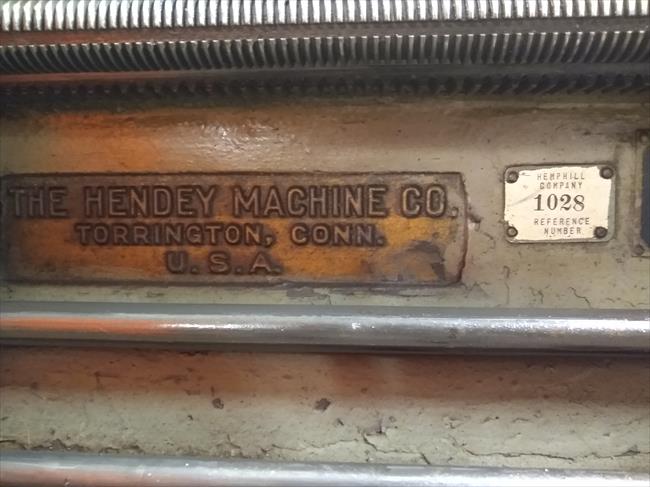 THE HENDEY MACHINE CO.
TORRINGTON, CONN.
U.S.A.
HEMPHILL
COMPANY
1028
REFERENCE
NUMBER